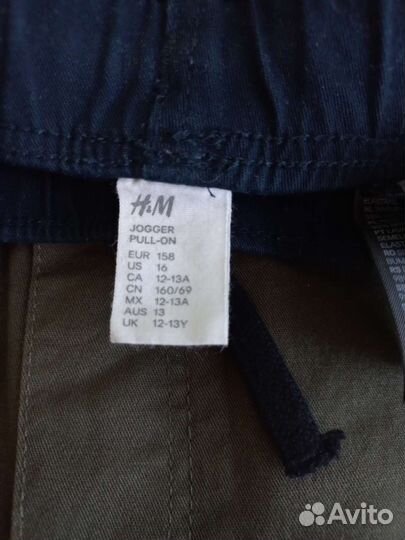 H&M
JOGGER
PULL-ON
EUR 158
US 16
CA 12-13A
CN 160/69
MX 12-13A
AUS 13
UK 12-13Y
Avito